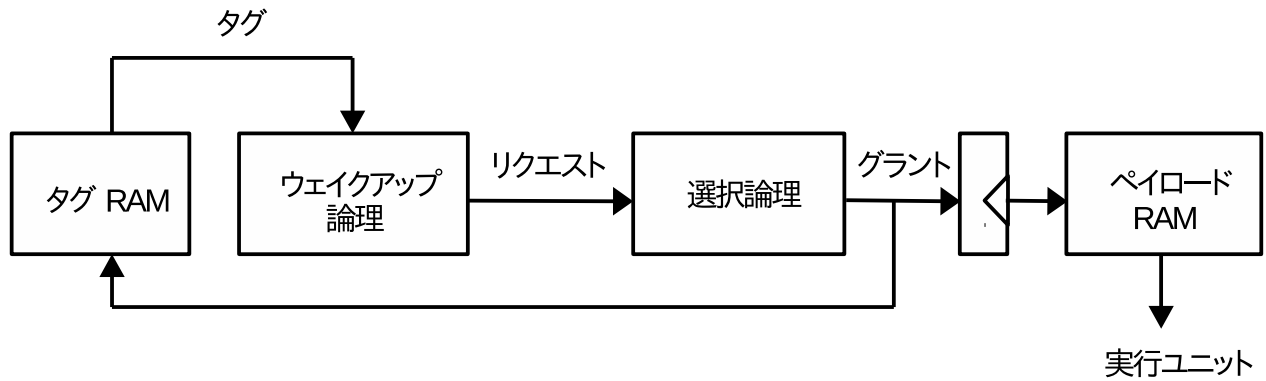 タグ
タグ RAM
ウェイクアップ
論理
リクエスト
選択論理
グラント
ペイロード
RAM
実行ユニット